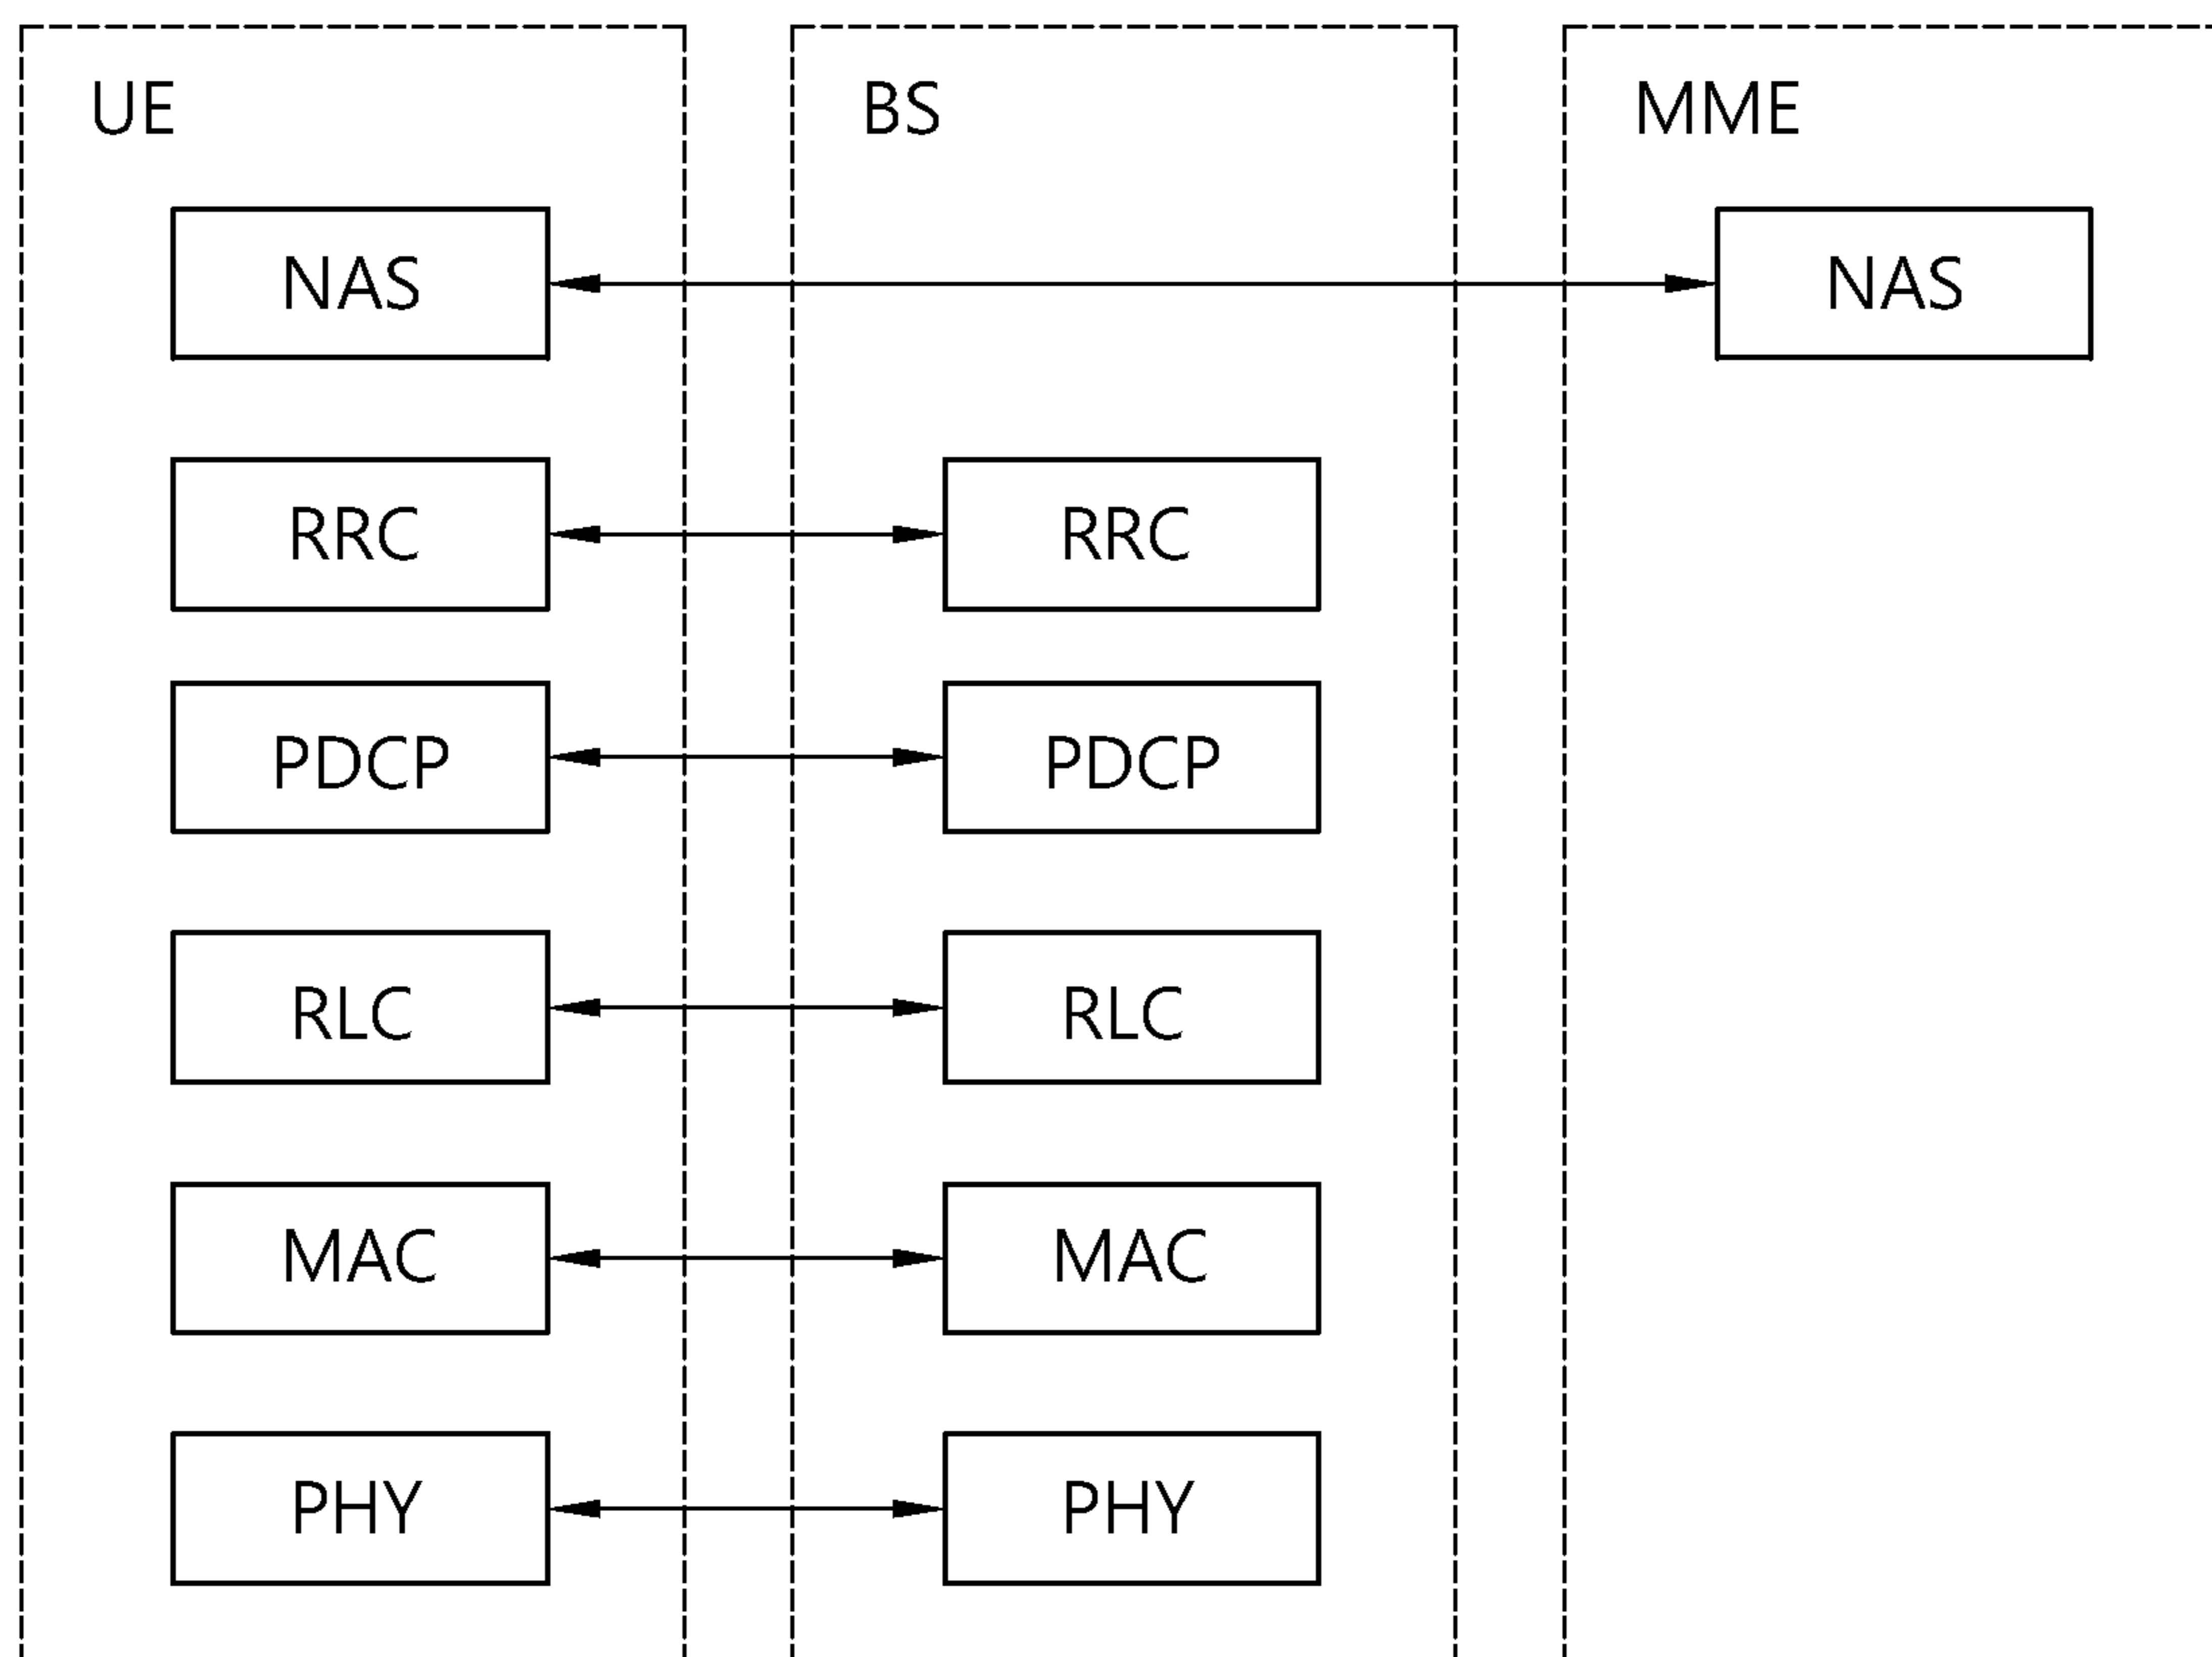 UE BS MME
NAS NAS
RRC RRC
PDCP PDCP
RLC RLC
MAC MAC
PHY PHY